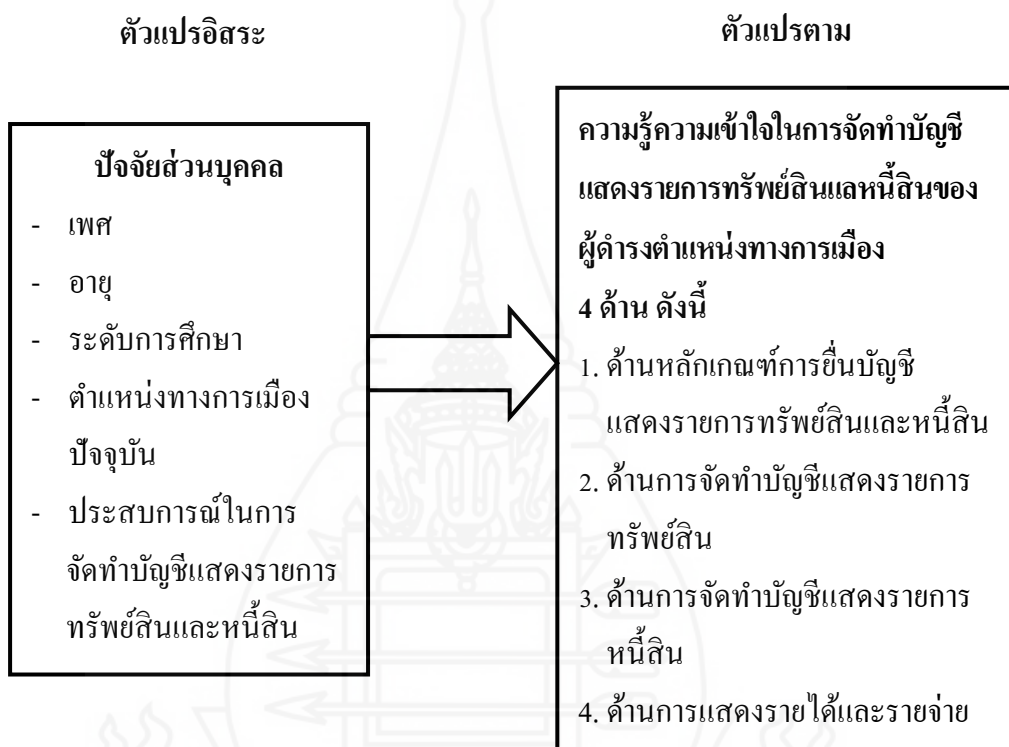 ตัวแปรอิสระ
ตัวแปรตาม
ปัจจัยส่วนบุคคล
- เพศ
- อายุ
- ระดับการศึกษา
- ตำแหน่งทางการเมือง
ปัจจุบัน
- ประสบการณ์ในการ
จัดทำบัญชีแสดงรายการ
ทรัพย์สินและหนี้สิน
ความรู้ความเข้าใจในการจัดทำบัญชี
แสดงรายการทรัพย์สินแลหนี้สินของ
ผู้ดำรงตำแหน่งทางการเมือง
4 ด้าน ดังนี้
1. ด้านหลักเกณฑ์การยื่นบัญชี
แสดงรายการทรัพย์สินและหนี้สิน
2. ด้านการจัดทำบัญชีแสดงรายการ
ทรัพย์สิน
3. ด้านการจัดทำบัญชีแสดงรายการ
หนี้สิน
4. ด้านการแสดงรายได้และรายจ่าย